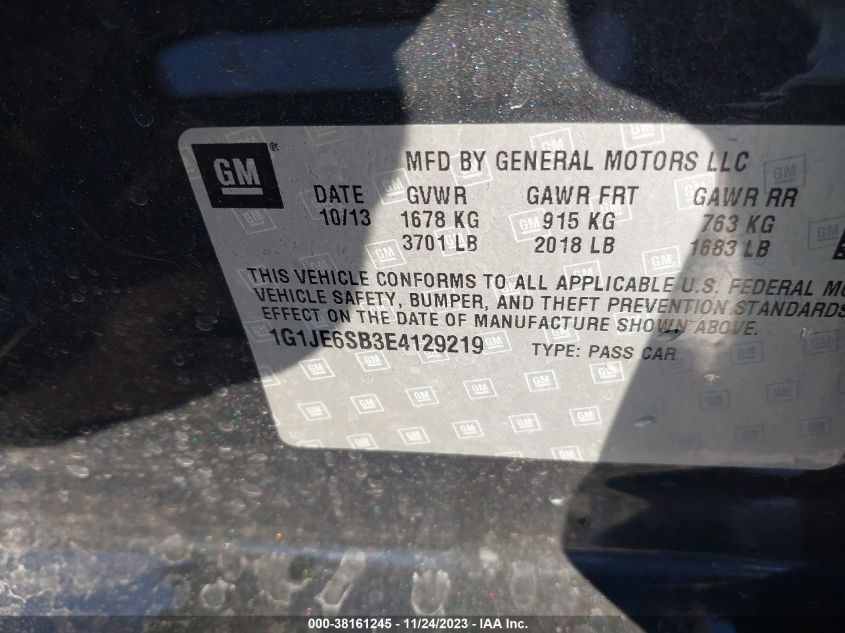 GM
MFD BY GENERAL MOTORS LLC
DATE GVWR GAWR FRT GAWR RR
10/13 1678 KG 915 KG 763 KG
3701 LB 2018 LB 1683 LB
THIS VEHICLE CONFORMS TO ALL APPLICABLE U.S. FEDERAL MO
VEHICLE SAFETY, BUMPER, AND THEFT PREVENTION STANDARDS
EFFECT ON THE DATE OF MANUFACTURE SHOWN ABOVE.
1G1JE6SB3E4129219 TYPE: PASS CAR
000-38161245 - 11/24/2023 - IAA Inc.